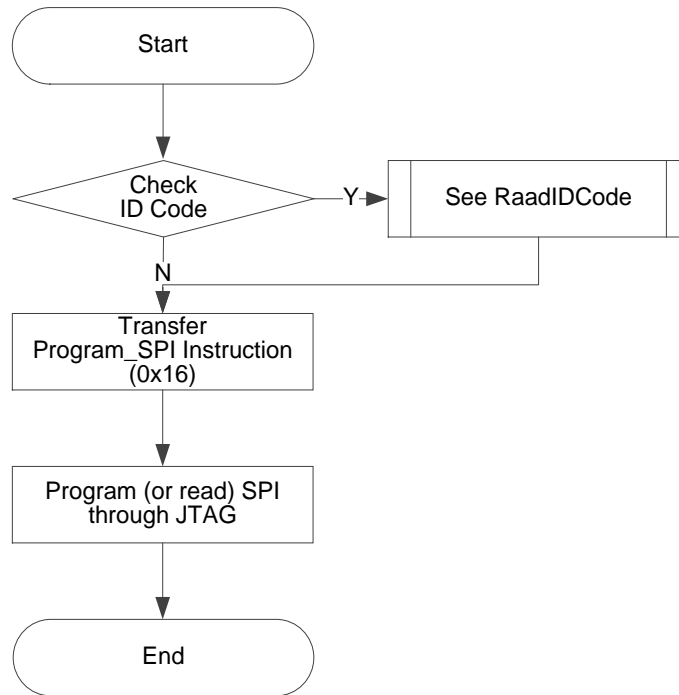 Start
Check
ID Code
Y
See RaadIDCode
N
Transfer
Program_SPI Instruction
(0x16)
Program (or read) SPI
through JTAG
End